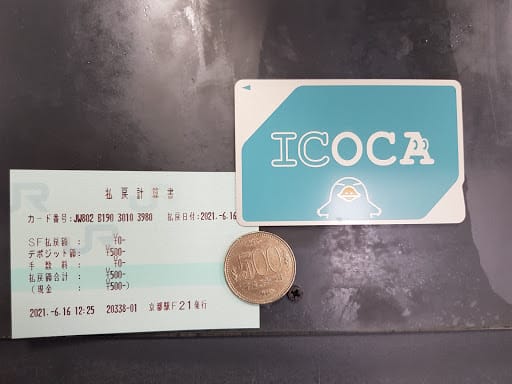 払戻計算書
カード番号:JW802 8190 3010 3980 払戻日付:2021.-6.16
SF払戻額 : ¥0-
デポジット額: ¥500-
手数料 : ¥0-
払戻額合計 : ¥500-
(現金 : ¥500-)
2021.-6.16 12:25 20338-01 京都駅F21発行
ICOCA
500